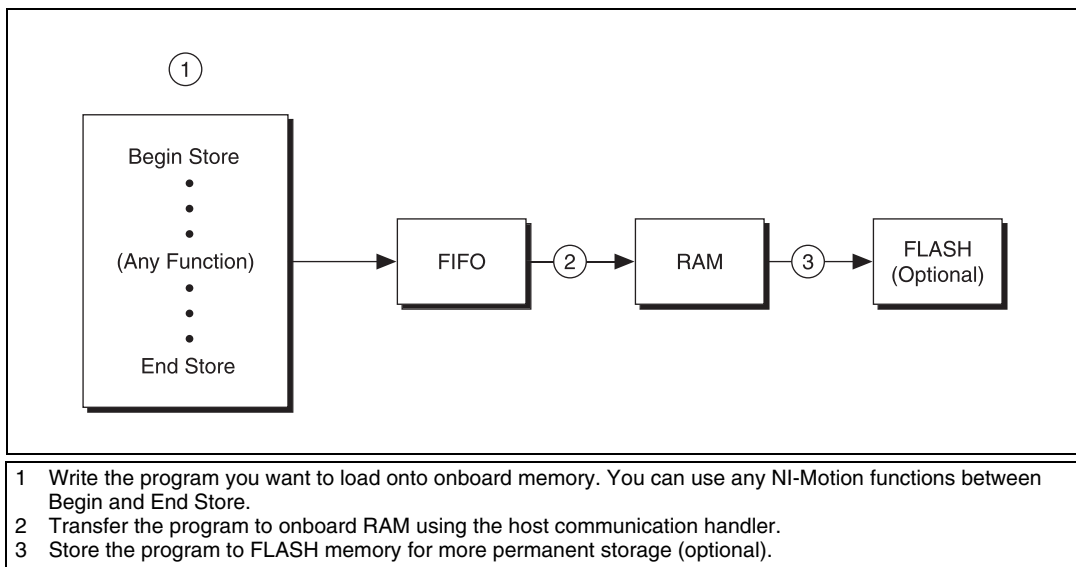 1
Begin Store
(Any Function)
End Store
FIFO
2
RAM
3
FLASH
(Optional)
1 Write the program you want to load onto onboard memory. You can use any NI-Motion functions between
Begin and End Store.
2 Transfer the program to onboard RAM using the host communication handler.
3 Store the program to FLASH memory for more permanent storage (optional).